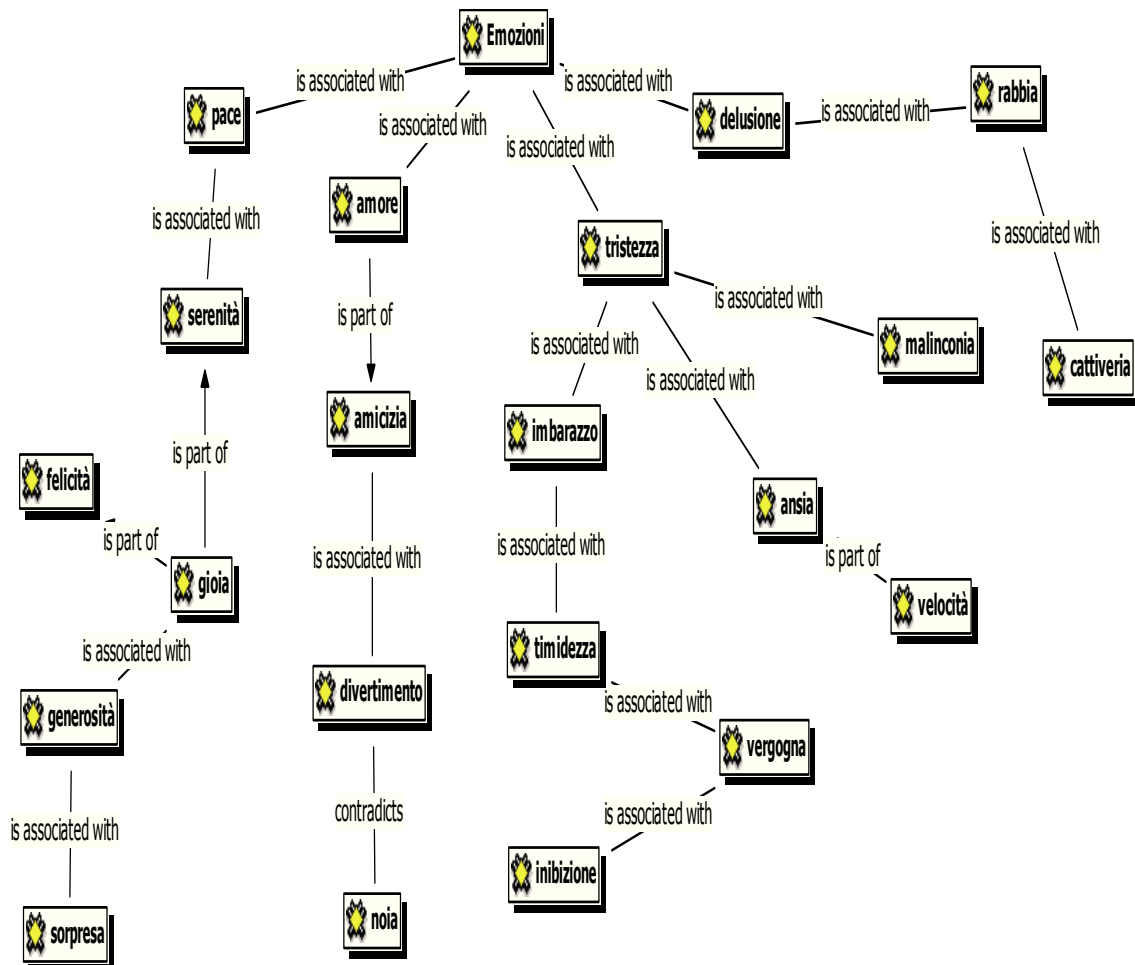 Emozioni
is associated with
is associated with
rabbia
pace
is associated with
delusione
is associated with
is associated with
amore
is associated with
tristezza
is associated with
is associated with
serenità
is part of
malinconia
is associated with
cattiveria
is associated with
amicizia
imbarazzo
is part of
felicità
ansia
is part of
is associated with
is associated with
is part of
gioia
velocità
is associated with
timidezza
generosità
divertimento
is associated with
vergogna
is associated with
contradicts
is associated with
inibizione
sorpresa
noia